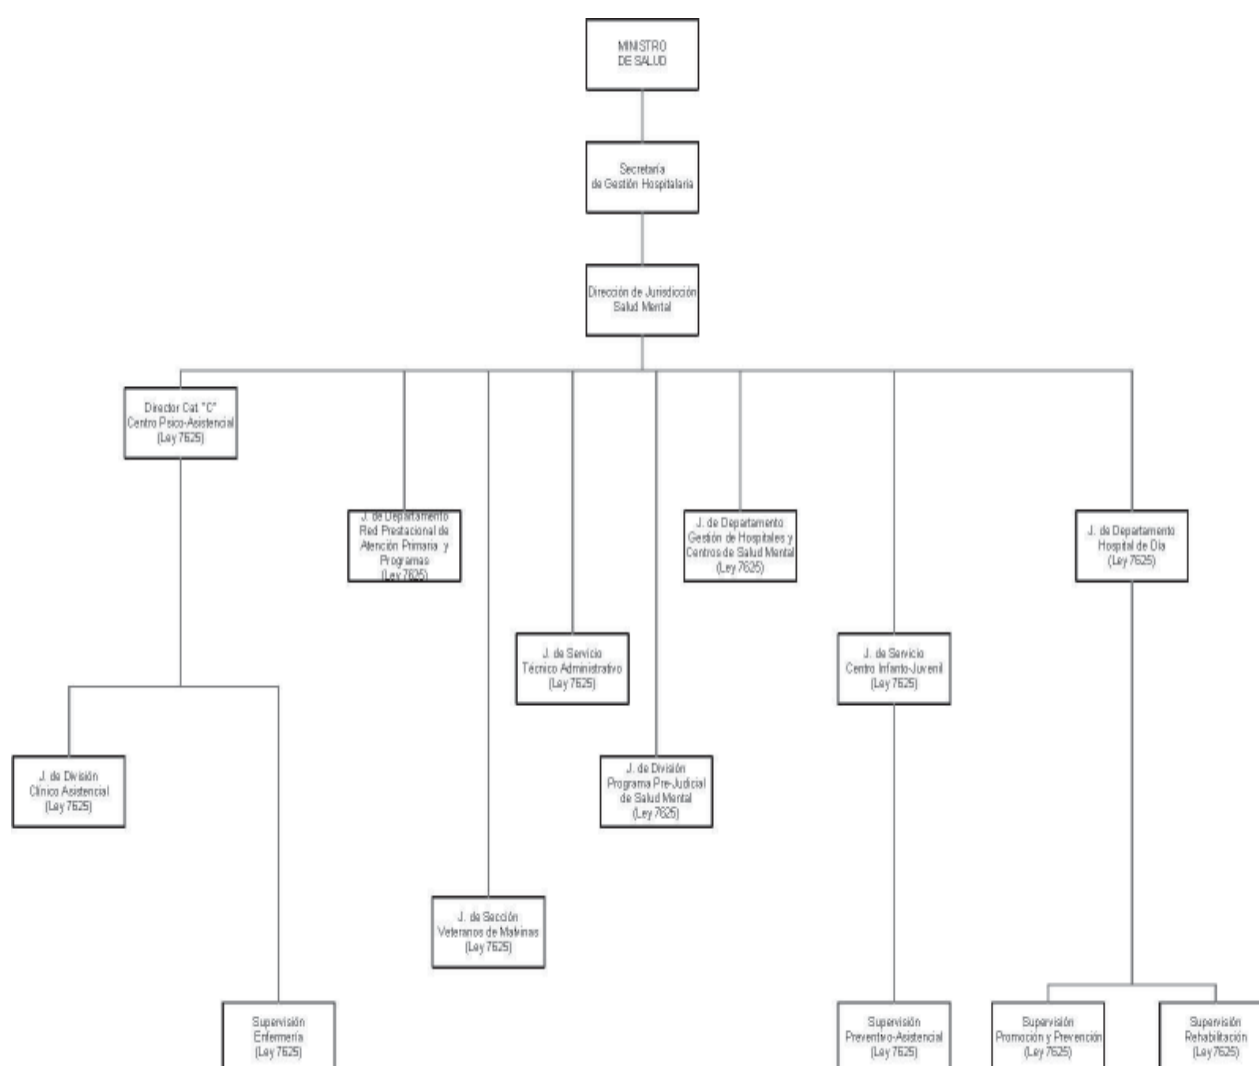 MINISTRO
DE SALUD
Secretaría
de Gestión Hospitalaria
Dirección de Jurisdicción
Salud Mental
Director Cat. "C"
Centro Psico-Asistencial
(Ley 7625)
J. de Departamento
Red Prestacional de
Atención Primaria y
Programas
(Ley 7625)
J. de Departamento
Gestión de Hospitales y
Centros de Salud Mental
(Ley 7625)
J. de Departamento
Hospital de Día
(Ley 7625)
J. de Servicio
Técnico Administrativo
(Ley 7625)
J. de Servicio
Centro Infanto-Juvenil
(Ley 7625)
J. de División
Clínico Asistencial
(Ley 7625)
J. de División
Programa Pre-Judicial
de Salud Mental
(Ley 7625)
J. de Sección
Veteranos de Malvinas
(Ley 7625)
Supervisión
Enfermería
(Ley 7625)
Supervisión
Preventivo-Asistencial
(Ley 7625)
Supervisión
Promoción y Prevención
(Ley 7625)
Supervisión
Rehabilitación
(Ley 7625)